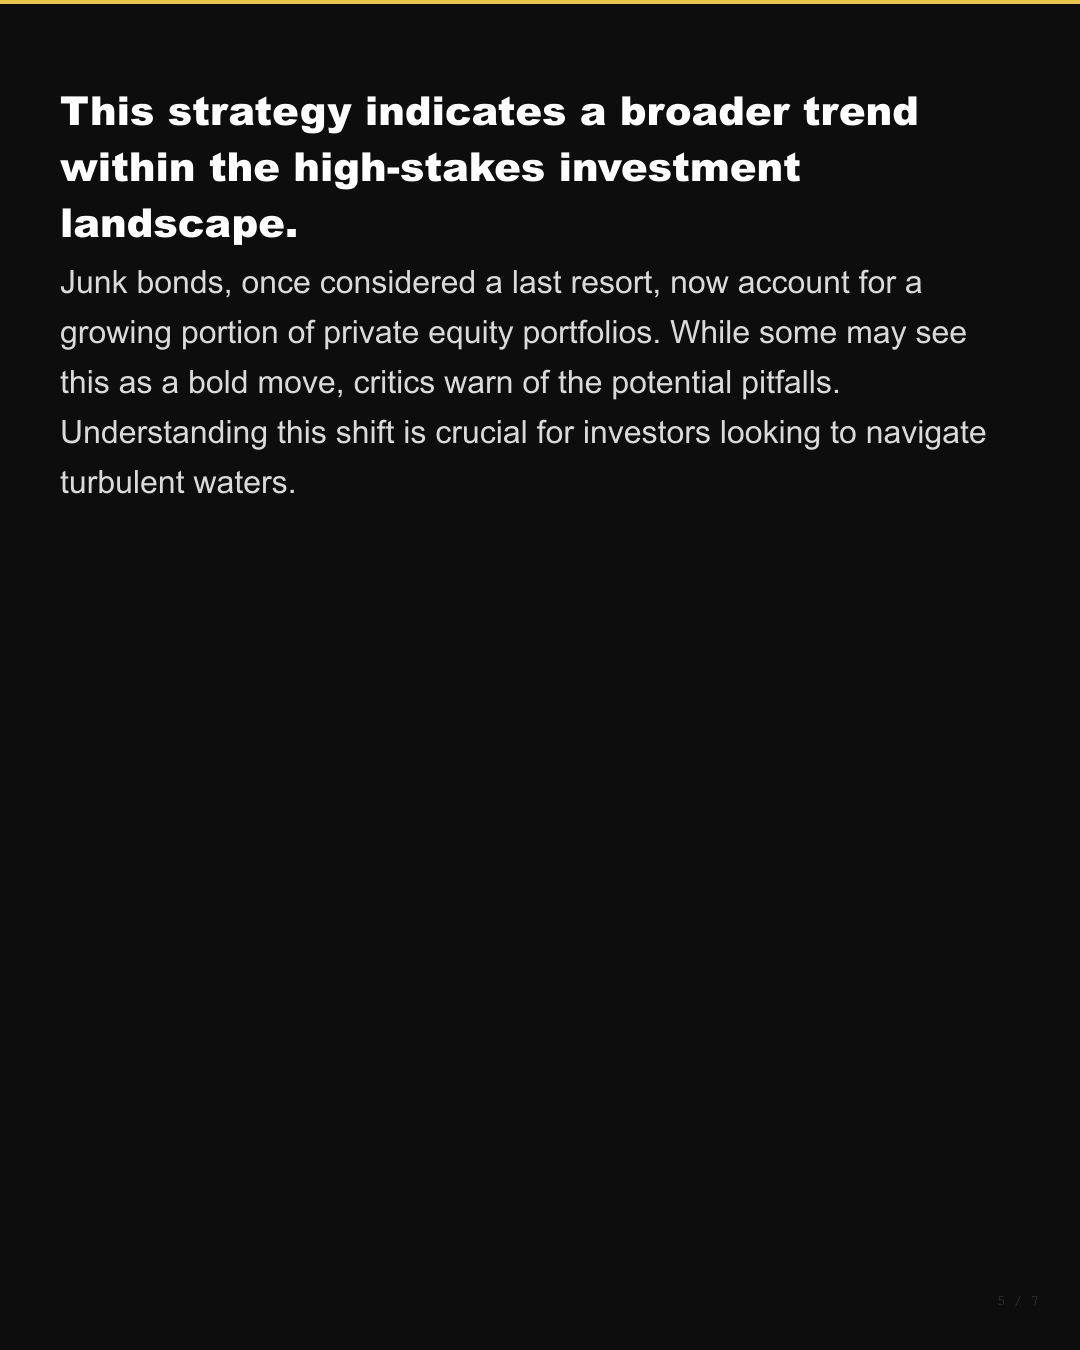 This strategy indicates a broader trend
within the high-stakes investment
landscape.
Junk bonds, once considered a last resort, now account for a
growing portion of private equity portfolios. While some may see
this as a bold move, critics warn of the potential pitfalls.
Understanding this shift is crucial for investors looking to navigate
turbulent waters.
5 / 7